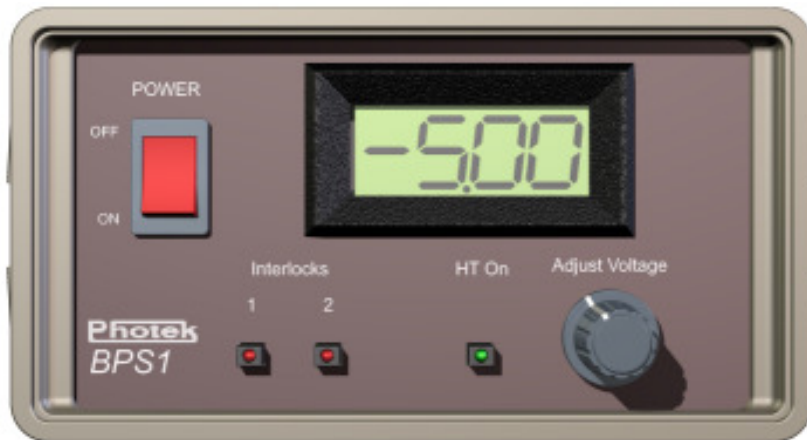 POWER
OFF
ON
-5.00
Interlocks
1
2
HT On
Adjust Voltage
Photek
BPS1